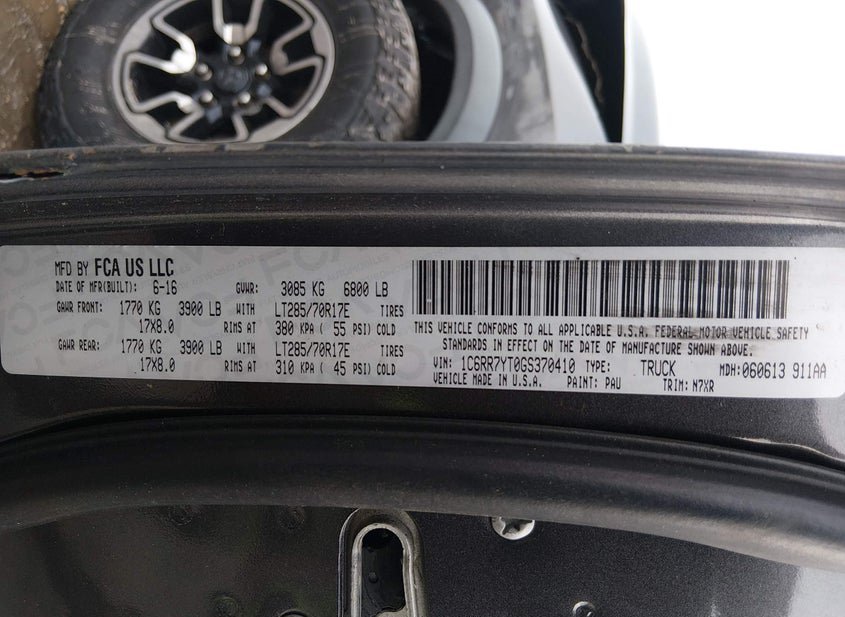 MFD BY FCA US LLC
DATE OF MFR(BUILT): 6-16 GVWR: 3085 KG 6800 LB
GAWR FRONT: 1770 KG 3900 LB WITH LT285/70R17E TIRES
17X8.0 RIMS AT 380 KPA ( 55 PSI) COLD
GAWR REAR: 1770 KG 3900 LB WITH LT285/70R17E TIRES
17X8.0 RIMS AT 310 KPA ( 45 PSI) COLD
THIS VEHICLE CONFORMS TO ALL APPLICABLE U.S.A. FEDERAL MOTOR VEHICLE SAFETY
STANDARDS IN EFFECT ON THE DATE OF MANUFACTURE SHOWN ABOVE.
VIN: 1C6RR7YT0GS370410 TYPE: TRUCK MDH: 060613 911AA
VEHICLE MADE IN U.S.A. PAINT: PAU TRIM: N7XR